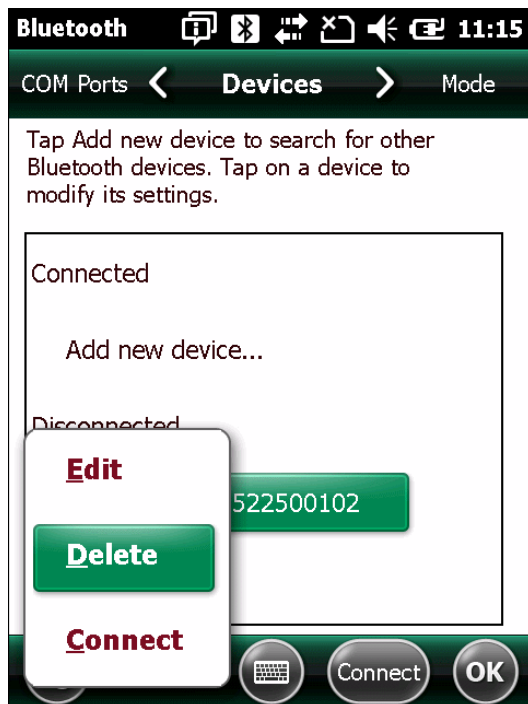 Bluetooth 11:15
COM Ports Devices Mode
Tap Add new device to search for other
Bluetooth devices. Tap on a device to
modify its settings.
Connected
Add new device...
Disconnected
Edit
522500102
Delete
Connect
Connect OK